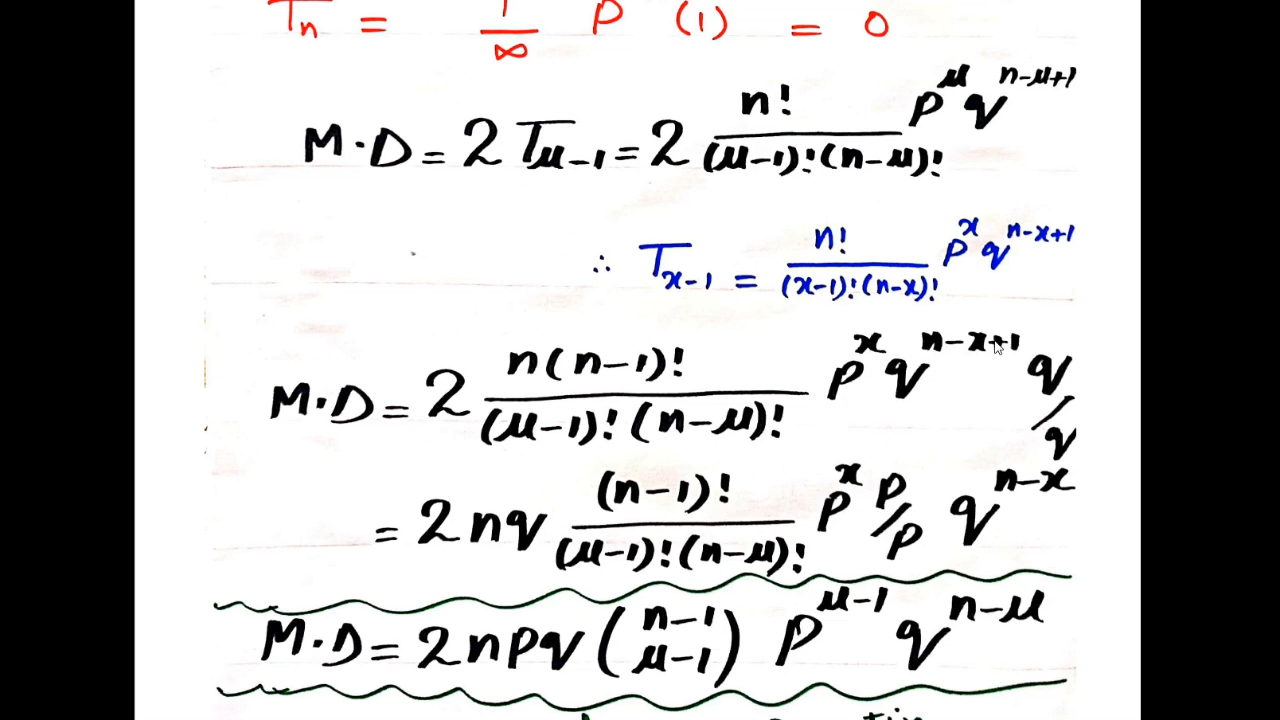 Tn = 1/∞ P (1) = 0
M·D = 2 Tμ-1 = 2 n!/(μ-1)!(n-μ)! p^μ q^n-μ+1
∴ Tx-1 = n!/(x-1)!(n-x)! p^x q^n-x+1
M·D = 2 n(n-1)!/(μ-1)!(n-μ)! p^x q^n-x+1 q/q
= 2nq (n-1)!/(μ-1)!(n-μ)! p^x p/p q^n-x
M·D = 2npq (n-1 μ-1) p^μ-1 q^n-μ